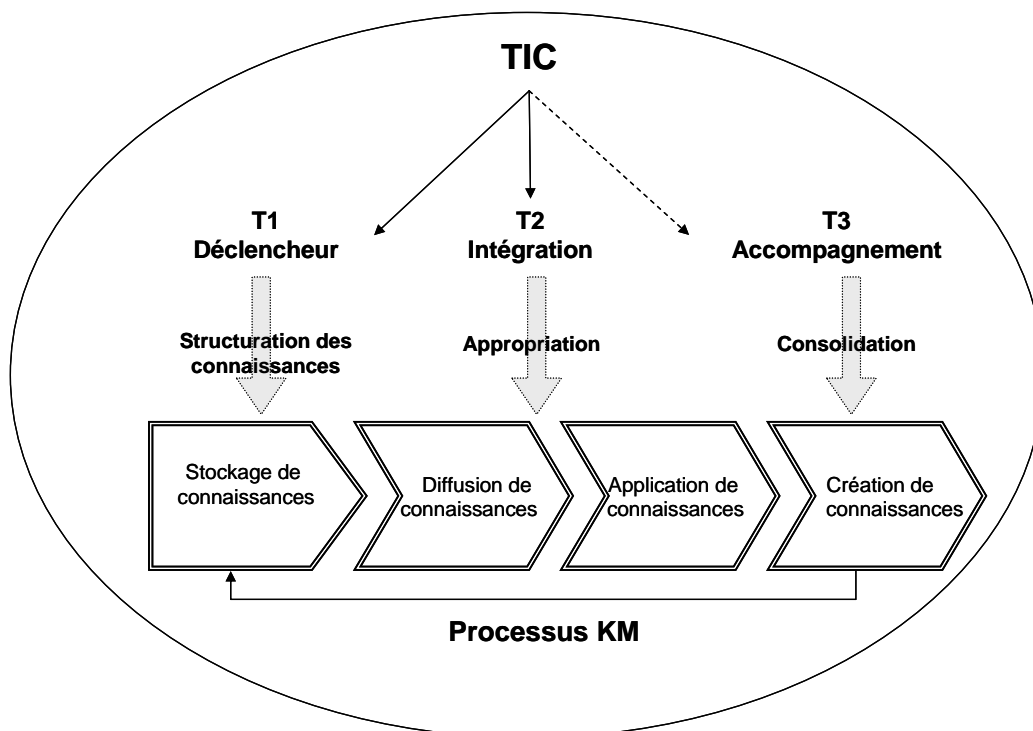 TIC
T1
Déclencheur
T2
Intégration
T3
Accompagnement
Structuration des
connaissances
Appropriation
Consolidation
Stockage de
connaissances
Diffusion de
connaissances
Application de
connaissances
Création de
connaissances
Processus KM